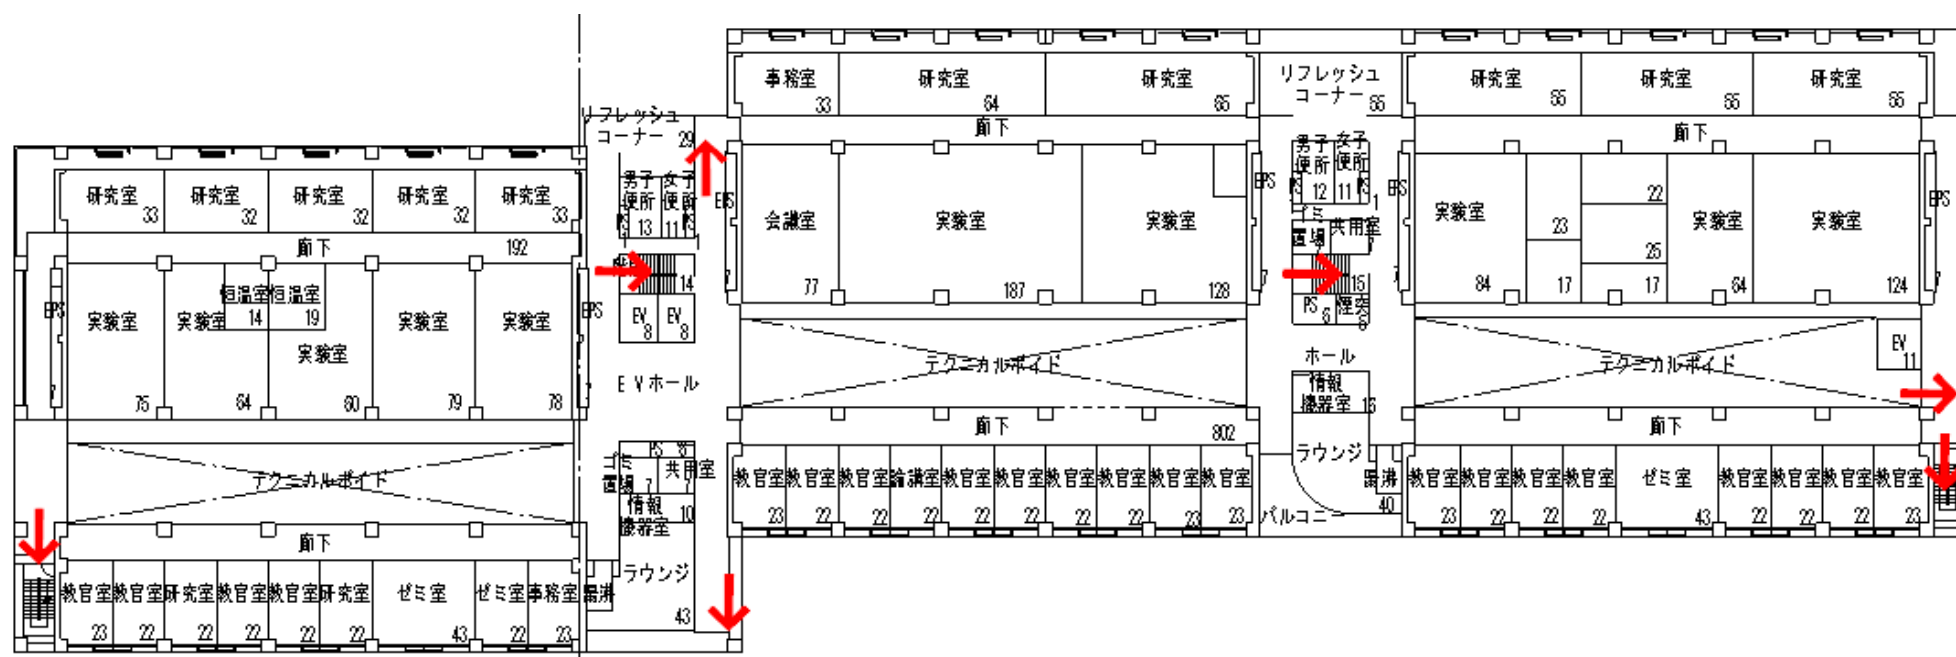 事務室
33
研究室
64
研究室
65
リフレッシュ
コーナー 55
研究室
55
研究室
55
研究室
55
リフレッシュ
コーナー 29
廊下
廊下
男子
便所
13
女子
便所
11
PS
PS
男子
便所
12
女子
便所
11
PS
PS
1
研究室
33
研究室
32
研究室
32
研究室
32
研究室
33
廊下
192
EPS
会議室
77
実験室
187
実験室
128
EPS
7
ゴミ
置場
共用室
7
EPS
7
実験室
84
23
17
22
25
17
実験室
64
実験室
124
EPS
7
14
EV
8
EV
8
15
PS
6
煙突
6
EPS
7
実験室
75
実験室
64
恒温室
14
恒温室
19
実験室
60
実験室
79
実験室
78
EPS
7
EVホール
テクニカルボイド
ホール
情報
機器室 16
テクニカルボイド
EV
11
廊下
802
廊下
テクニカルボイド
PS 8
ゴミ
置場 7
共用室
7
情報
機器室
10
ラウンジ
43
教官室
23
教官室
22
教官室
22
論講室
22
教官室
22
教官室
22
教官室
22
教官室
22
教官室
23
教官室
23
ラウンジ
湯沸
40
バルコニー
教官室
23
教官室
22
教官室
22
教官室
22
ゼミ室
43
教官室
22
教官室
22
教官室
22
教官室
23
廊下
教官室
23
教官室
22
研究室
22
教官室
22
教官室
22
研究室
22
ゼミ室
43
ゼミ室
22
事務室
23
湯沸